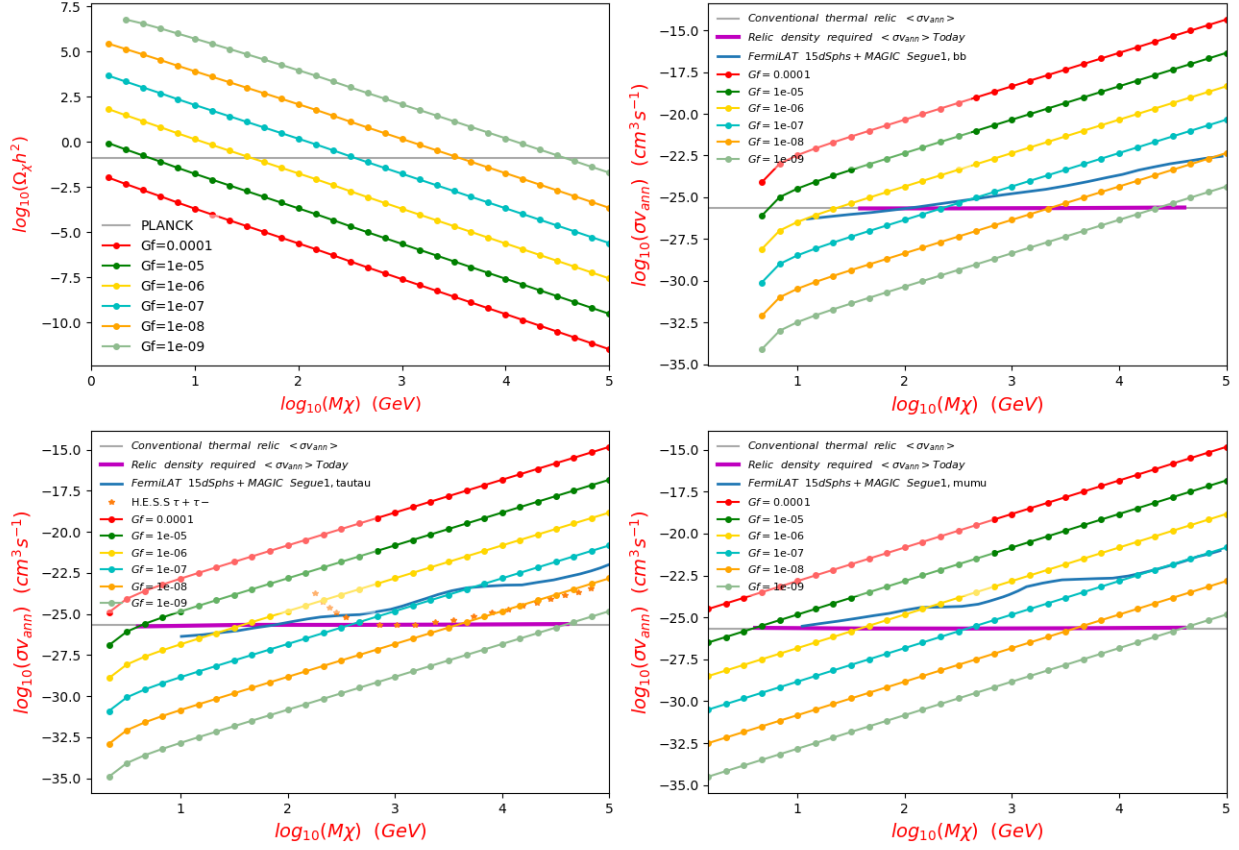 7.5
5.0
2.5
0.0
−2.5
−5.0
−7.5
−10.0
log10(Ωχh²)
PLANCK
Gf=0.0001
Gf=1e-05
Gf=1e-06
Gf=1e-07
Gf=1e-08
Gf=1e-09
0 1 2 3 4 5
log10(Mχ) (GeV)
−15.0
−17.5
−20.0
−22.5
−25.0
−27.5
−30.0
−32.5
−35.0
log10(σvann) (cm³s⁻¹)
Conventional thermal relic <σvann>
Relic density required <σvann> Today
FermiLAT 15dSphs + MAGIC Segue1, bb
Gf = 0.0001
Gf = 1e-05
Gf = 1e-06
Gf = 1e-07
Gf = 1e-08
Gf = 1e-09
1 2 3 4 5
log10(Mχ) (GeV)
−15.0
−17.5
−20.0
−22.5
−25.0
−27.5
−30.0
−32.5
−35.0
log10(σvann) (cm³s⁻¹)
Conventional thermal relic <σvann>
Relic density required <σvann> Today
FermiLAT 15dSphs + MAGIC Segue1, tautau
H.E.S.S τ + τ −
Gf = 0.0001
Gf = 1e-05
Gf = 1e-06
Gf = 1e-07
Gf = 1e-08
Gf = 1e-09
1 2 3 4 5
log10(Mχ) (GeV)
−15.0
−17.5
−20.0
−22.5
−25.0
−27.5
−30.0
−32.5
−35.0
log10(σvann) (cm³s⁻¹)
Conventional thermal relic <σvann>
Relic density required <σvann> Today
FermiLAT 15dSphs + MAGIC Segue1, mumu
Gf = 0.0001
Gf = 1e-05
Gf = 1e-06
Gf = 1e-07
Gf = 1e-08
Gf = 1e-09
1 2 3 4 5
log10(Mχ) (GeV)